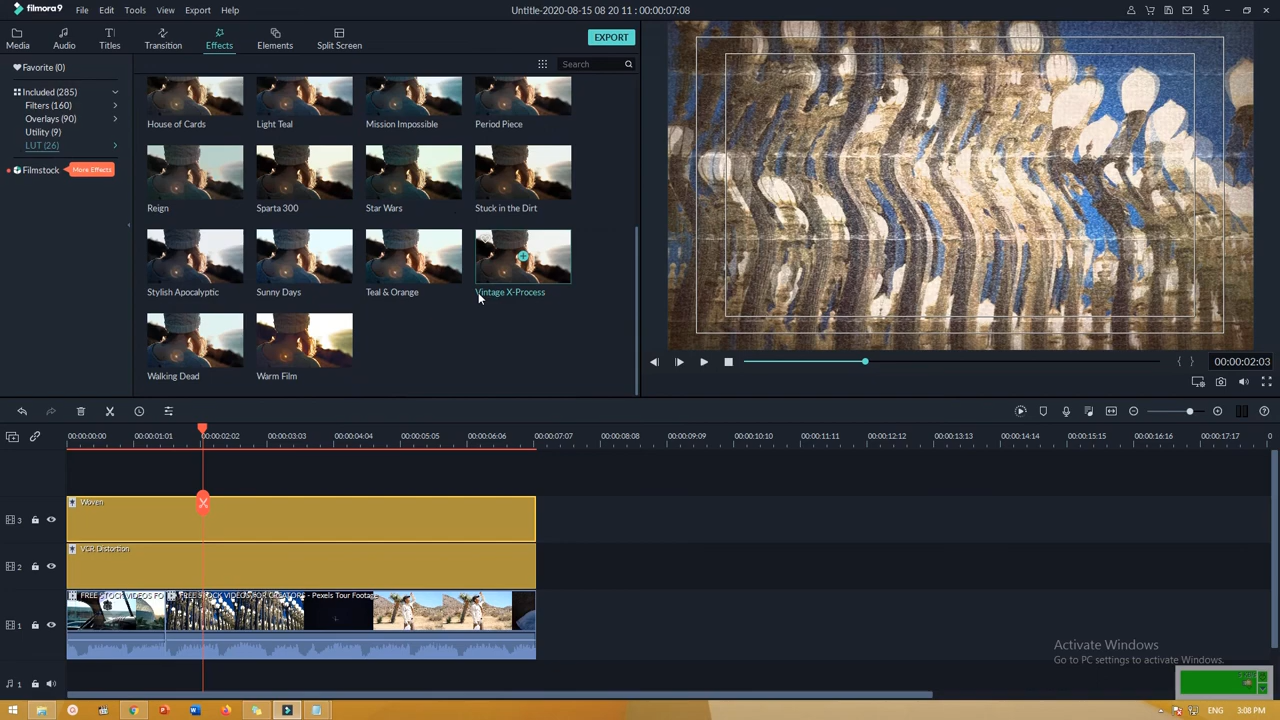 filmora9 File Edit Tools View Export Help Untitle-2020-08-15 08 20 11 : 00:00:07:08
Media Audio Titles Transition Effects Elements Split Screen EXPORT
Favorite (0) Search
Included (285)
Filters (160)
Overlays (90)
Utility (9)
LUT (26)
Filmstock More Effects
House of Cards Light Teal Mission Impossible Period Piece
Reign Sparta 300 Star Wars Stuck in the Dirt
Stylish Apocalyptic Sunny Days Teal & Orange Vintage X-Process
Walking Dead Warm Film
00:00:02:03
00:00:00:00 00:00:01:01 00:00:02:02 00:00:03:03 00:00:04:04 00:00:05:05 00:00:06:06 00:00:07:07 00:00:08:08 00:00:09:09 00:00:10:10 00:00:11:11 00:00:12:12 00:00:13:13 00:00:14:14 00:00:15:15 00:00:16:16 00:00:17:17 0
3 Woven
2 VCR Distortion
1 FREE STOCK VIDEOS FO FREE STOCK VIDEOS FOR CREATORS - Pexels Tour Footage
1
Activate Windows
Go to PC settings to activate Windows.
ENG 3:08 PM